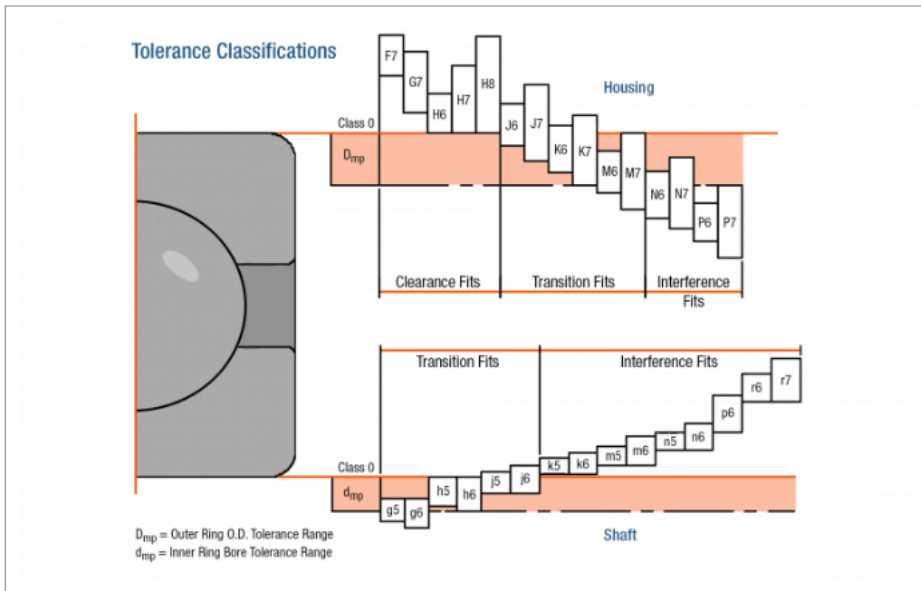 Tolerance Classifications
F7
G7
H6
H7
H8
J6
J7
K6
K7
M6
M7
N6
N7
P6
P7
Housing
Class 0
Dmp
Clearance Fits
Transition Fits
Interference
Fits
Transition Fits
Interference Fits
Class 0
dmp
g5
g6
h5
h6
j5
j6
k5
k6
m5
m6
n5
n6
p6
r6
r7
Shaft
Dmp = Outer Ring O.D. Tolerance Range
dmp = Inner Ring Bore Tolerance Range